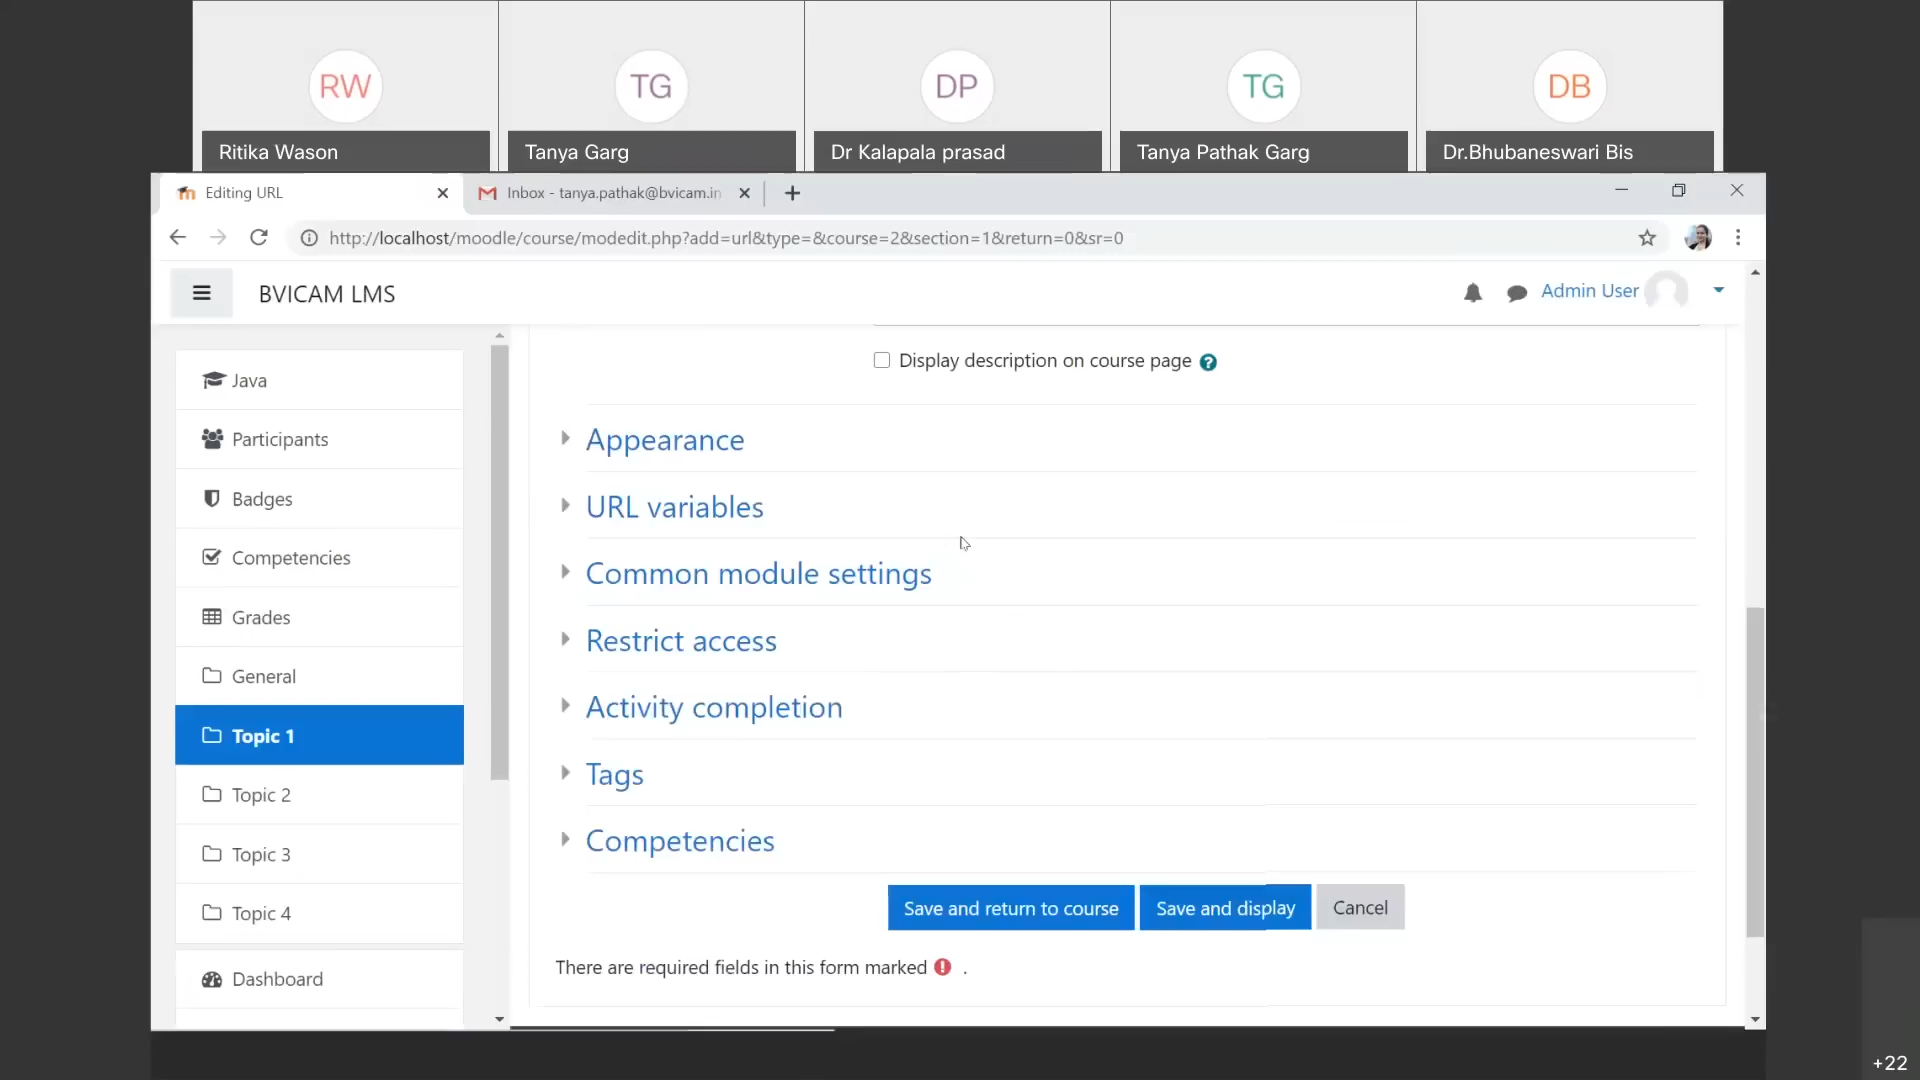 RW
TG
DP
TG
DB
Ritika Wason
Tanya Garg
Dr Kalapala prasad
Tanya Pathak Garg
Dr.Bhubaneswari Bis
Editing URL
Inbox - tanya.pathak@bvicam.in
http://localhost/moodle/course/modedit.php?add=url&type=&course=2&section=1&return=0&sr=0
BVICAM LMS
Admin User
Java
Participants
Badges
Competencies
Grades
General
Topic 1
Topic 2
Topic 3
Topic 4
Dashboard
Display description on course page
Appearance
URL variables
Common module settings
Restrict access
Activity completion
Tags
Competencies
Save and return to course
Save and display
Cancel
There are required fields in this form marked .
+22